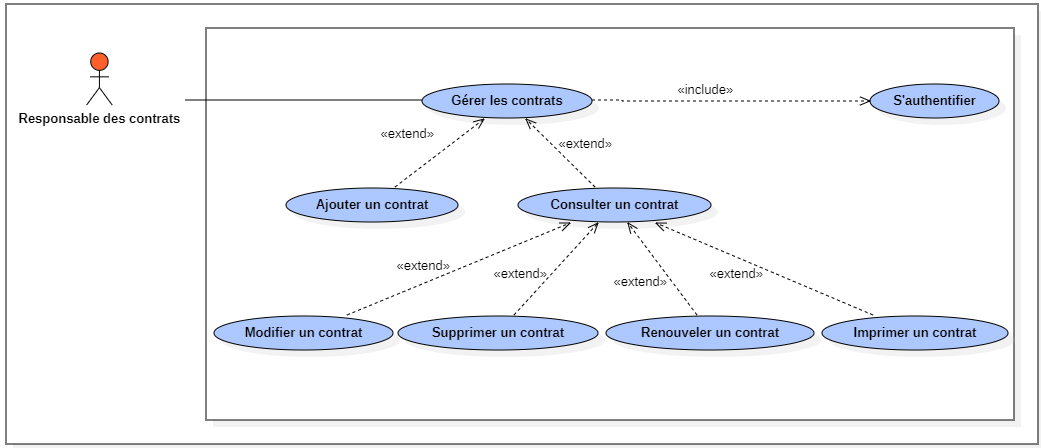 Gérer les contrats
«include»
S'authentifier
Responsable des contrats
«extend»
«extend»
Ajouter un contrat
Consulter un contrat
«extend»
«extend»
«extend»
«extend»
Modifier un contrat
Supprimer un contrat
Renouveler un contrat
Imprimer un contrat